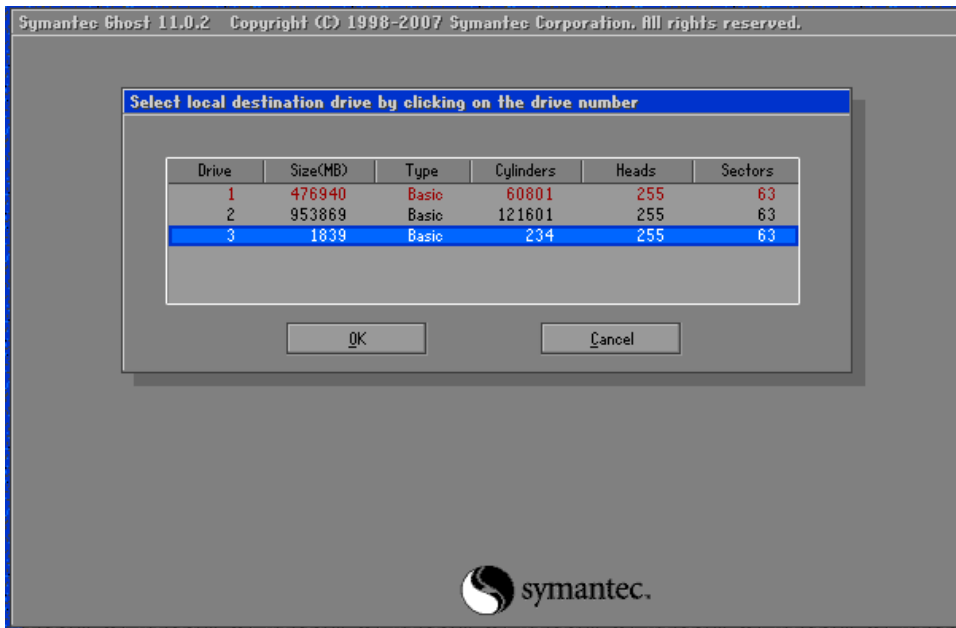 Symantec Ghost 11.0.2 Copyright (C) 1998-2007 Symantec Corporation. All rights reserved.
Select local destination drive by clicking on the drive number
Drive Size(MB) Type Cylinders Heads Sectors
1 476940 Basic 60801 255 63
2 953869 Basic 121601 255 63
3 1839 Basic 234 255 63
OK Cancel
symantec.